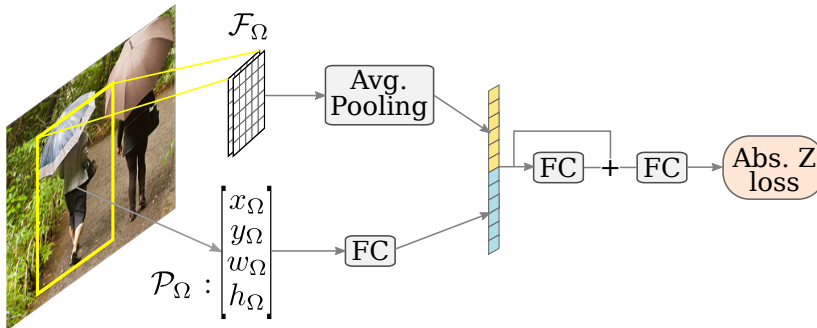 𝓕_Ω
Avg.
Pooling
FC
FC
Abs. Z
loss
+
x_Ω
y_Ω
w_Ω
h_Ω
𝓟_Ω :
FC